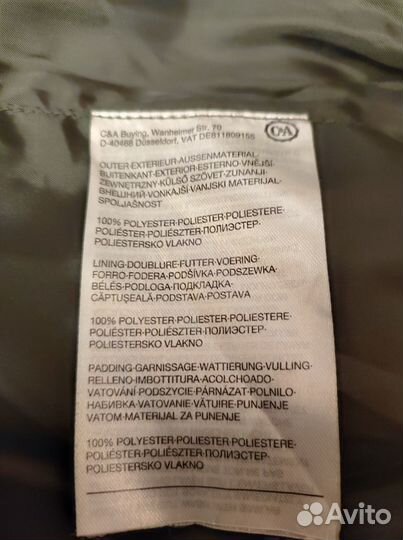 C&A Buying, Wanheimer Str. 70
D-40468 Düsseldorf, VAT DE811609155
C&A
OUTER·EXTERIEUR·AUSSENMATERIAL·
BUITENKANT·EXTERIOR·ESTERNO·VNĚJŠÍ·
ZEWNĘTRZNY·KÜLSŐ SZÖVET·ZUNANJI·
ВНЕШНИЙ·VONKAJŠÍ·VANJSKI MATERIJAL·
SPOLJAŠNOST
100% POLYESTER·POLIESTER·POLIESTERE·
POLIÉSTER·POLIÉSZTER·ПОЛИЭСТЕР·
POLIESTERSKO VLAKNO
LINING·DOUBLURE·FUTTER·VOERING·
FORRO·FODERA·PODŠÍVKA·PODSZEWKA·
BÉLÉS·PODLOGA·ПОДКЛАДКА·
CĂPTUŞEALĂ·PODSTAVA·POSTAVA
100% POLYESTER·POLIESTER·POLIESTERE·
POLIÉSTER·POLIÉSZTER·ПОЛИЭСТЕР·
POLIESTERSKO VLAKNO
PADDING·GARNISSAGE·WATTIERUNG·VULLING·
RELLENO·IMBOTTITURA·ACOLCHOADO·
VATOVÁNÍ·PODSZYCIE·PÁRNÁZAT·POLNILO·
НАБИВКА·VATOVANIE·VĂTUIRE·PUNJENJE·
VATOM·MATERIJAL ZA PUNENJE
100% POLYESTER·POLIESTER·POLIESTERE·
POLIÉSTER·POLIÉSZTER·ПОЛИЭСТЕР·
POLIESTERSKO VLAKNO
Avito